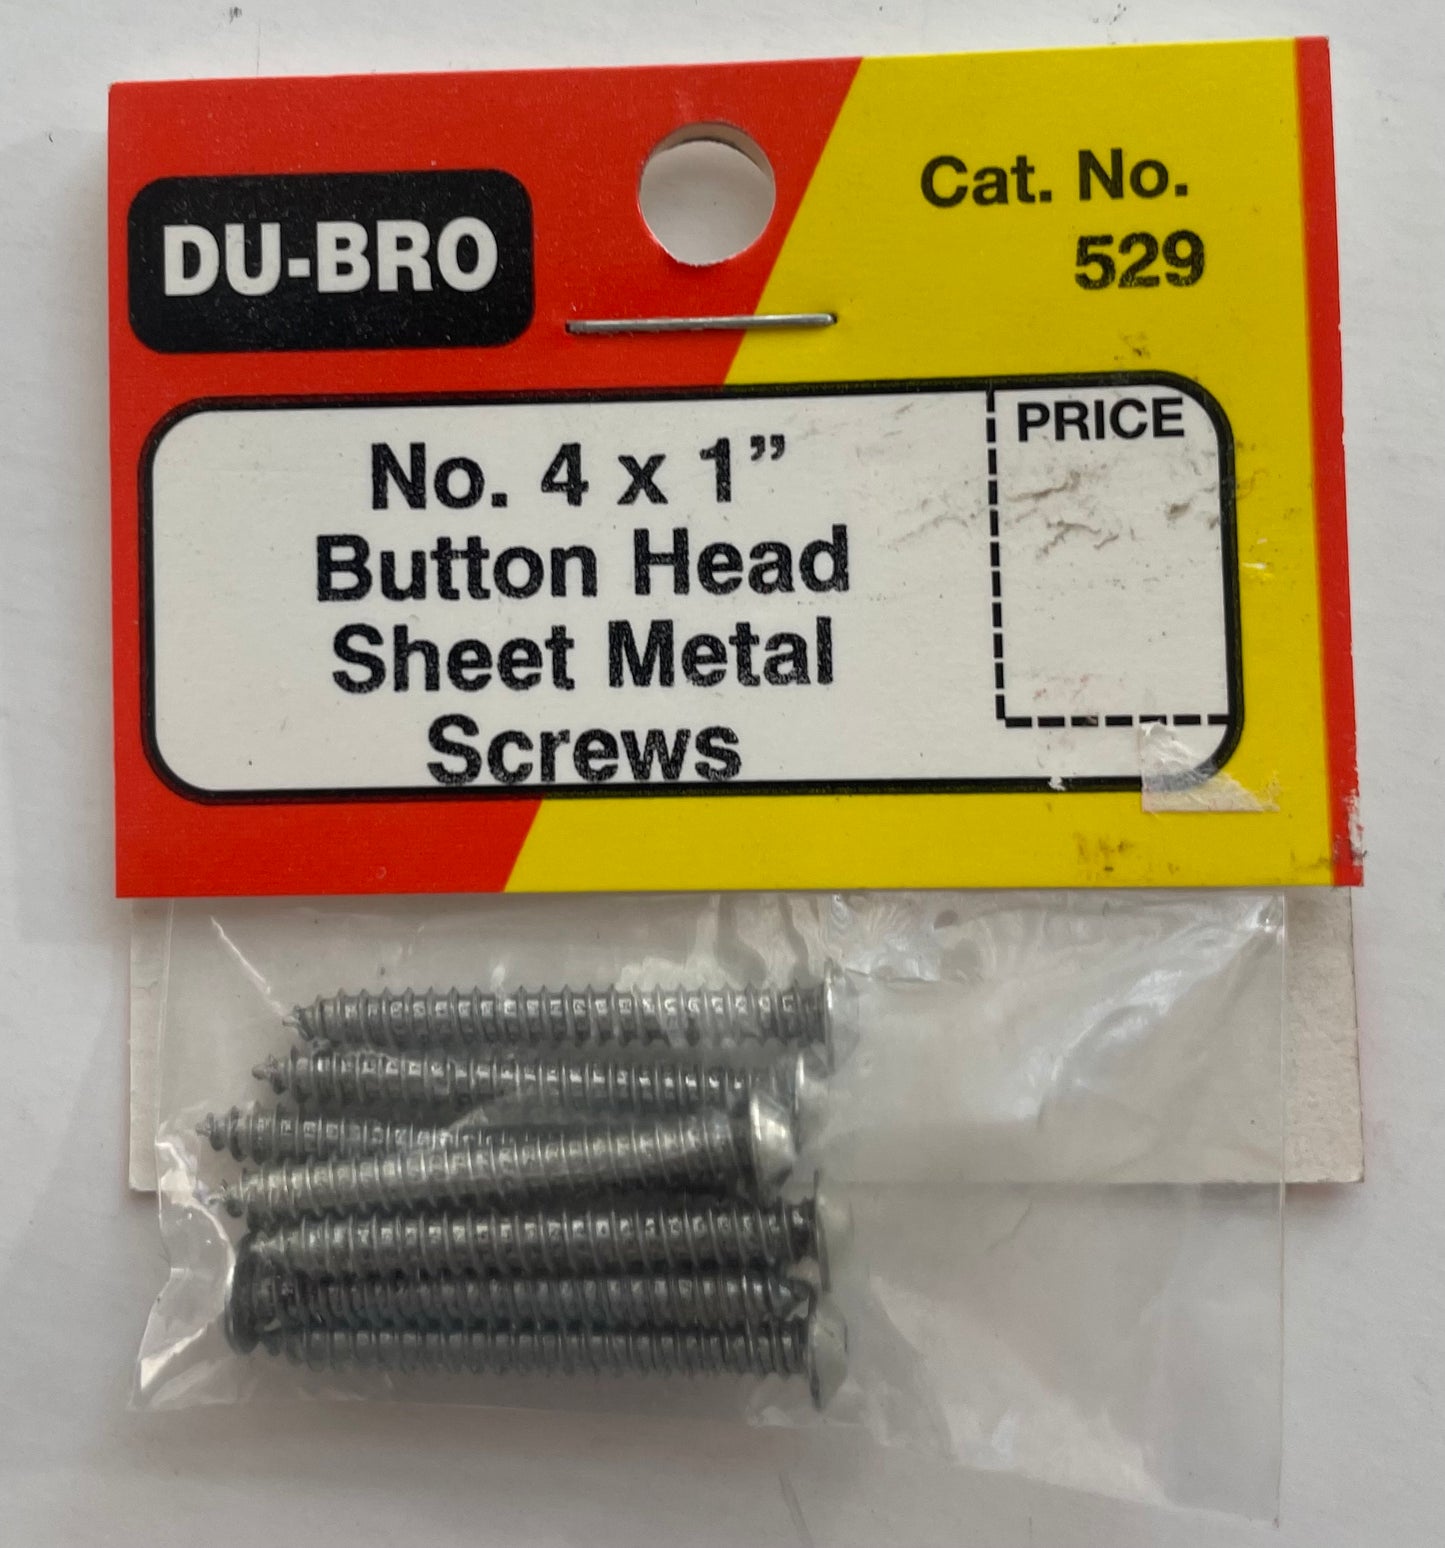 DU-BRO
Cat. No.
529
No. 4 x 1”
Button Head
Sheet Metal
Screws
PRICE